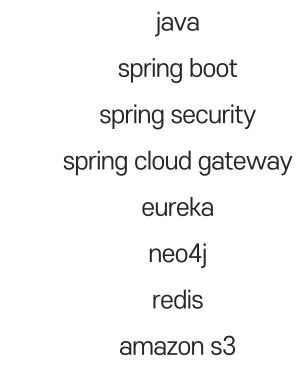 java
spring boot
spring security
spring cloud gateway
eureka
neo4j
redis
amazon s3